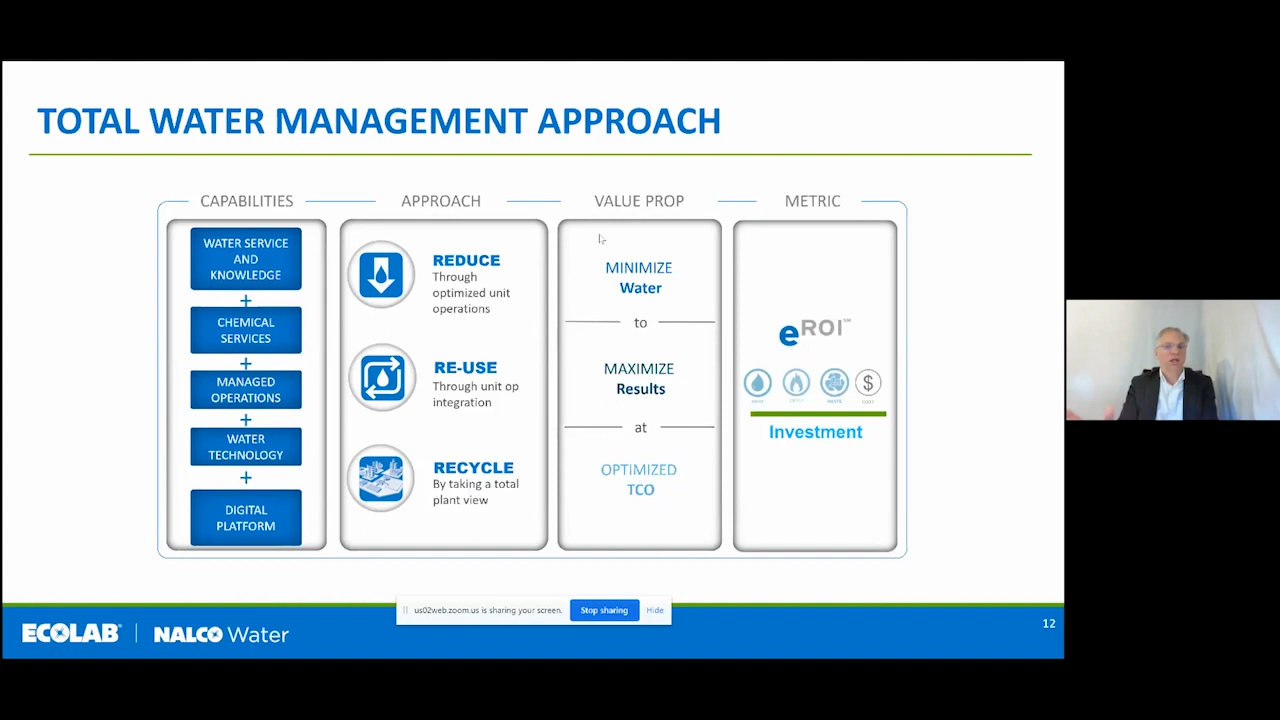 TOTAL WATER MANAGEMENT APPROACH
CAPABILITIES
WATER SERVICE
AND
KNOWLEDGE
+
CHEMICAL
SERVICES
+
MANAGED
OPERATIONS
+
WATER
TECHNOLOGY
+
DIGITAL
PLATFORM
APPROACH
REDUCE
Through
optimized unit
operations
RE-USE
Through unit op
integration
RECYCLE
By taking a total
plant view
VALUE PROP
MINIMIZE
Water
to
MAXIMIZE
Results
at
OPTIMIZED
TCO
METRIC
eROI℠
$
Investment
us02web.zoom.us is sharing your screen.
Stop sharing
Hide
ECOLAB® | NALCO Water
12